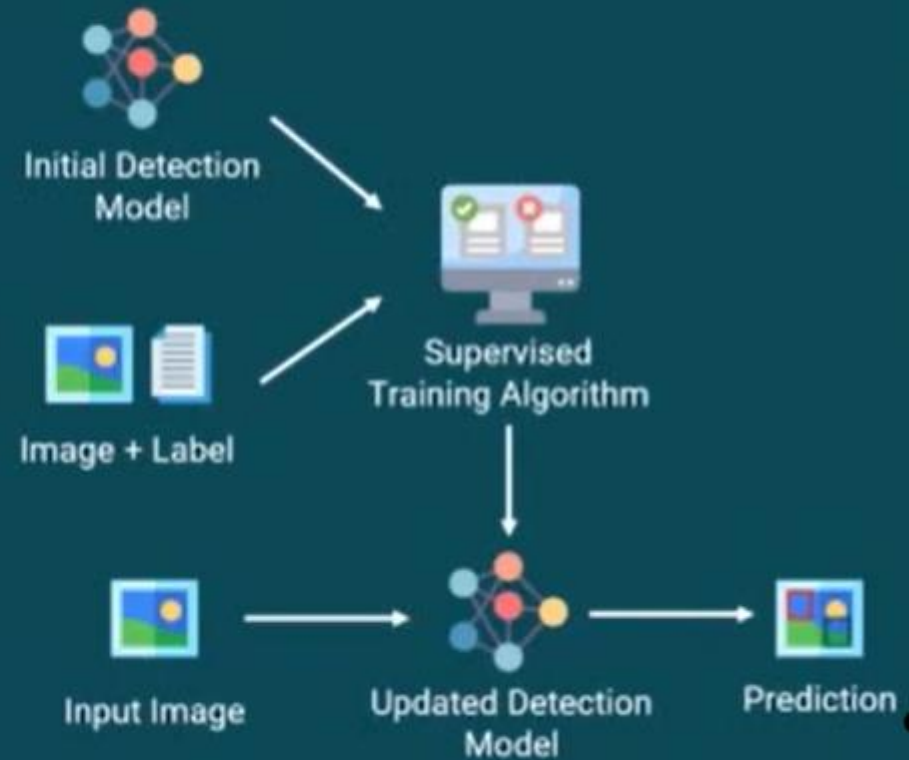 Initial Detection
Model
Supervised
Training Algorithm
Image + Label
Input Image
Updated Detection
Model
Prediction